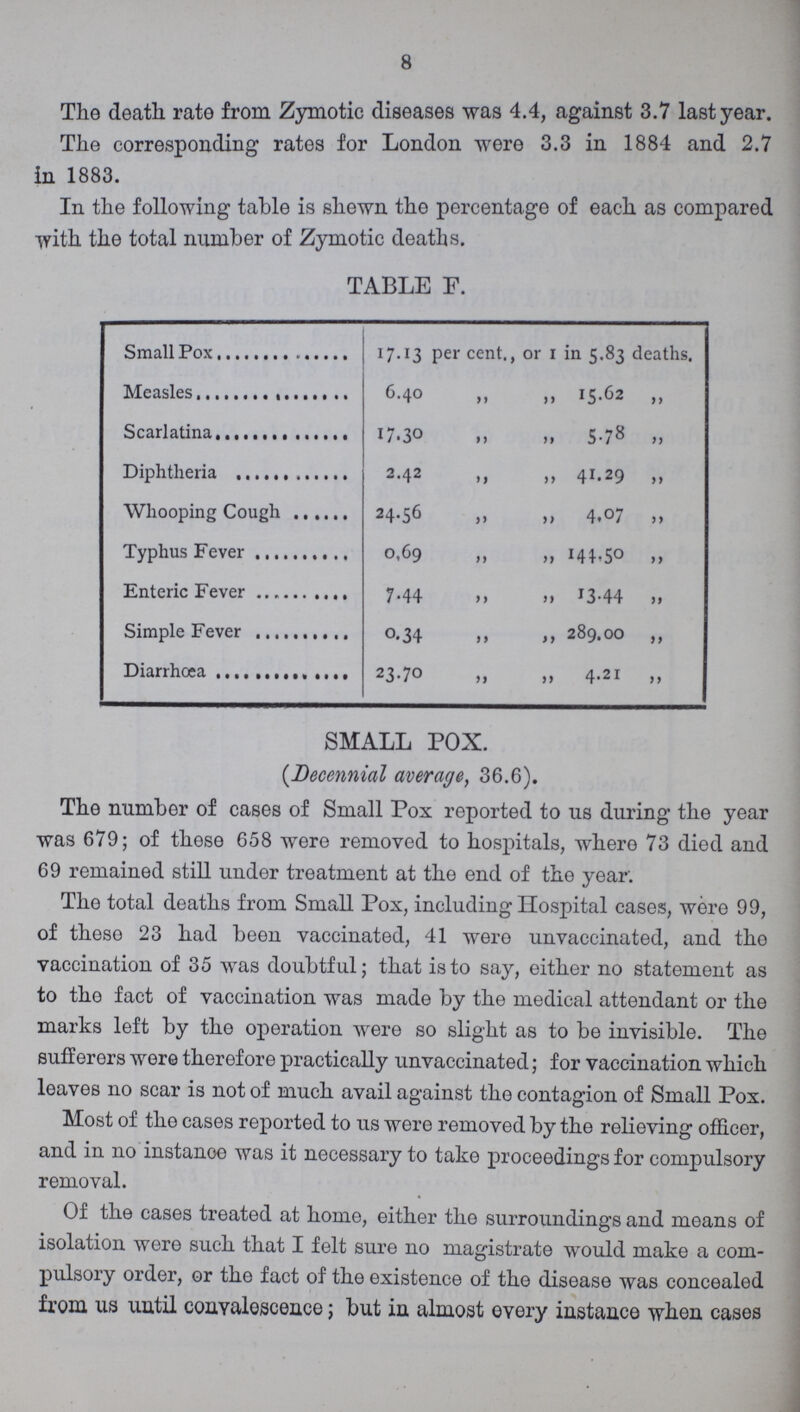 8
The death rate from Zymotic diseases was 4.4, against 3.7 last year.
The corresponding rates for London were 3.3 in 1884 and 2.7
in 1883.
In the following table is shewn the percentage of each as compared
with the total number of Zymotic deaths.
TABLE F.
Small Pox.............. 17.13 per cent., or 1 in 5.83 deaths.
Measles............... 6.40 ,, ,, 15.62 ,,
Scarlatina.............. 17.30 ,, ,, 5.78 ,,
Diphtheria ............ 2.42 ,, ,, 41.29 ,,
Whooping Cough ...... 24.56 ,, ,, 4.07 ,,
Typhus Fever .......... 0.69 ,, ,, 144.50 ,,
Enteric Fever .......... 7.44 ,, ,, 13.44 ,,
Simple Fever .......... 0.34 ,, ,, 289.00 ,,
Diarrhœa .............. 23.70 ,, ,, 4.21 ,,
SMALL POX.
(Decennial average, 36.6).
The number of cases of Small Pox reported to us during the year
was 679; of these 658 were removed to hospitals, where 73 died and
69 remained still under treatment at the end of the year.
The total deaths from Small Pox, including Hospital cases, were 99,
of these 23 had been vaccinated, 41 were unvaccinated, and the
vaccination of 35 was doubtful; that is to say, either no statement as
to the fact of vaccination was made by the medical attendant or the
marks left by the operation were so slight as to be invisible. The
sufferers were therefore practically unvaccinated; for vaccination which
leaves no scar is not of much avail against the contagion of Small Pox.
Most of the cases reported to us were removed by the relieving officer,
and in no instance was it necessary to take proceedings for compulsory
removal.
Of the cases treated at home, either the surroundings and means of
isolation were such that I felt sure no magistrate would make a com-
pulsory order, or the fact of the existence of the disease was concealed
from us until convalescence; but in almost every instance when cases